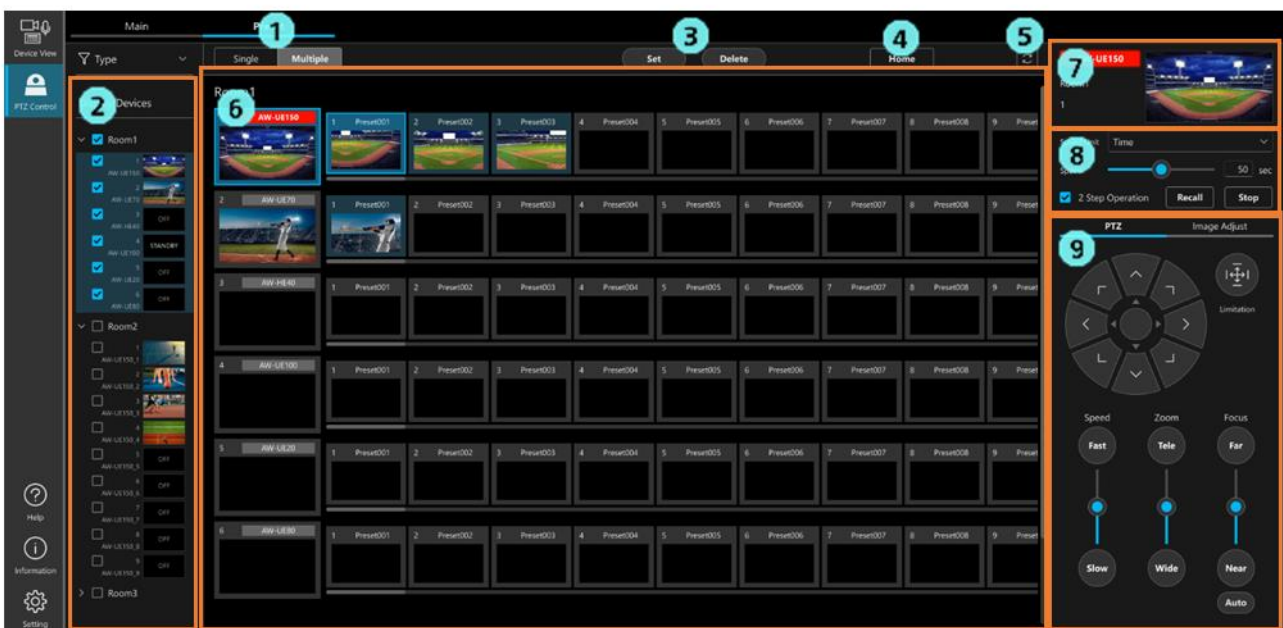 Device View
PTZ Control
Help
Information
Setting
Main
1
Type
Single
Multiple
3
Set
Delete
4
Home
5
2
Devices
Room1
1
AW-UE150
2
AW-UE70
3
OFF
AW-HE40
4
STANDBY
AW-UE100
5
OFF
AW-UE20
6
OFF
AW-UE80
Room2
1
AW-UE150_1
2
AW-UE150_2
3
AW-UE150_3
4
AW-UE150_4
5
OFF
AW-UE150_5
6
OFF
AW-UE150_6
7
OFF
AW-UE150_7
8
OFF
AW-UE150_8
9
OFF
AW-UE150_9
Room3
6
AW-UE150
1 Preset001
2 Preset002
3 Preset003
4 Preset004
5 Preset005
6 Preset006
7 Preset007
8 Preset008
9 Preset
2 AW-UE70
1 Preset001
2 Preset002
3 Preset003
4 Preset004
5 Preset005
6 Preset006
7 Preset007
8 Preset008
9 Preset
3 AW-HE40
1 Preset001
2 Preset002
3 Preset003
4 Preset004
5 Preset005
6 Preset006
7 Preset007
8 Preset008
9 Preset
4 AW-UE100
1 Preset001
2 Preset002
3 Preset003
4 Preset004
5 Preset005
6 Preset006
7 Preset007
8 Preset008
9 Preset
5 AW-UE20
1 Preset001
2 Preset002
3 Preset003
4 Preset004
5 Preset005
6 Preset006
7 Preset007
8 Preset008
9 Preset
6 AW-UE80
1 Preset001
2 Preset002
3 Preset003
4 Preset004
5 Preset005
6 Preset006
7 Preset007
8 Preset008
9 Preset
7
-UE150
1
8
Time
50 sec
2 Step Operation
Recall
Stop
PTZ
Image Adjust
9
Limitation
Speed Zoom Focus
Fast Tele Far
Slow Wide Near
Auto